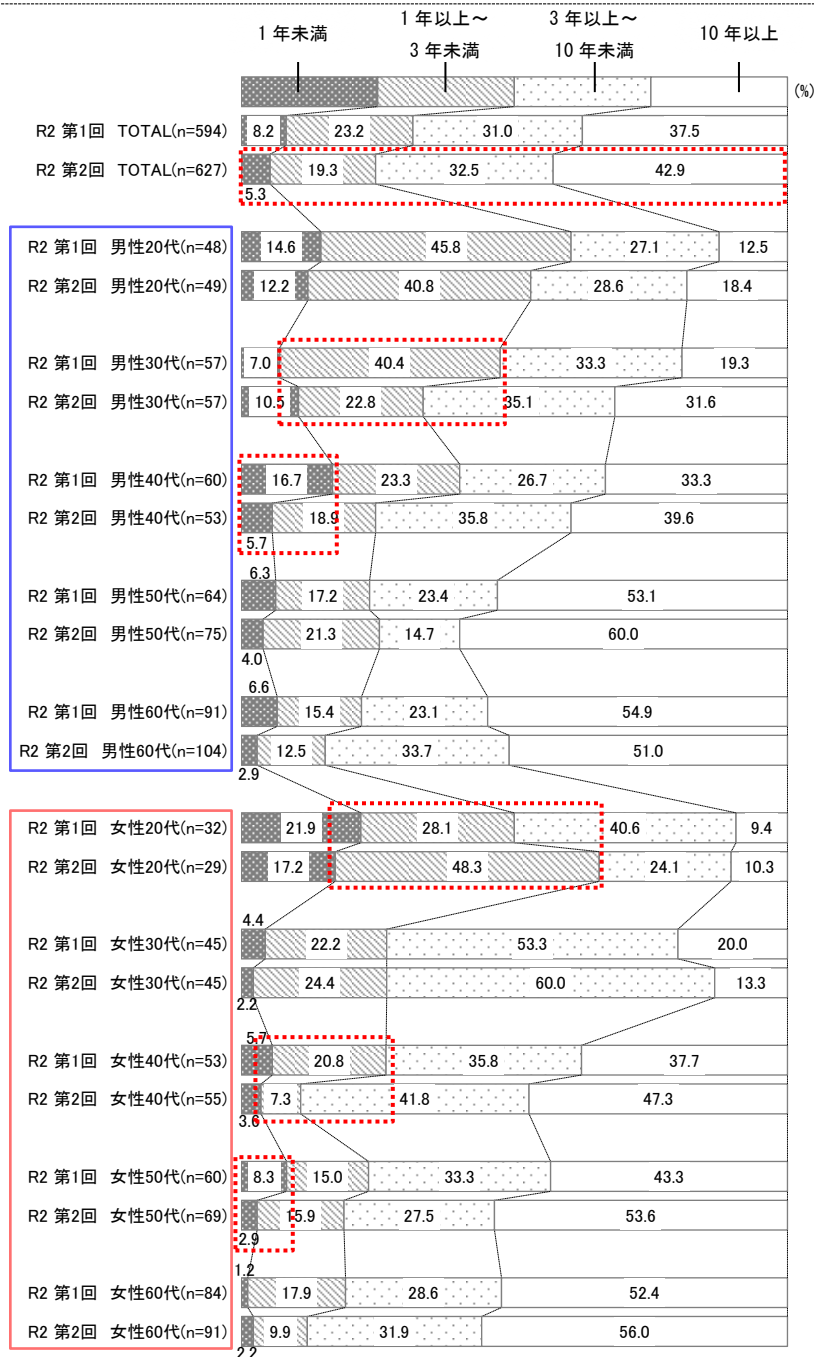 1年未満
1年以上～
3年未満
3年以上～
10年未満
10年以上
(%)
R2 第1回 TOTAL(n=594) 8.2 23.2 31.0 37.5
R2 第2回 TOTAL(n=627) 5.3 19.3 32.5 42.9
R2 第1回 男性20代(n=48) 14.6 45.8 27.1 12.5
R2 第2回 男性20代(n=49) 12.2 40.8 28.6 18.4
R2 第1回 男性30代(n=57) 7.0 40.4 33.3 19.3
R2 第2回 男性30代(n=57) 10.5 22.8 35.1 31.6
R2 第1回 男性40代(n=60) 16.7 23.3 26.7 33.3
R2 第2回 男性40代(n=53) 5.7 18.9 35.8 39.6
R2 第1回 男性50代(n=64) 6.3 17.2 23.4 53.1
R2 第2回 男性50代(n=75) 4.0 21.3 14.7 60.0
R2 第1回 男性60代(n=91) 6.6 15.4 23.1 54.9
R2 第2回 男性60代(n=104) 2.9 12.5 33.7 51.0
R2 第1回 女性20代(n=32) 21.9 28.1 40.6 9.4
R2 第2回 女性20代(n=29) 17.2 48.3 24.1 10.3
R2 第1回 女性30代(n=45) 4.4 22.2 53.3 20.0
R2 第2回 女性30代(n=45) 2.2 24.4 60.0 13.3
R2 第1回 女性40代(n=53) 5.7 20.8 35.8 37.7
R2 第2回 女性40代(n=55) 3.6 7.3 41.8 47.3
R2 第1回 女性50代(n=60) 8.3 15.0 33.3 43.3
R2 第2回 女性50代(n=69) 2.9 15.9 27.5 53.6
R2 第1回 女性60代(n=84) 1.2 17.9 28.6 52.4
R2 第2回 女性60代(n=91) 2.2 9.9 31.9 56.0